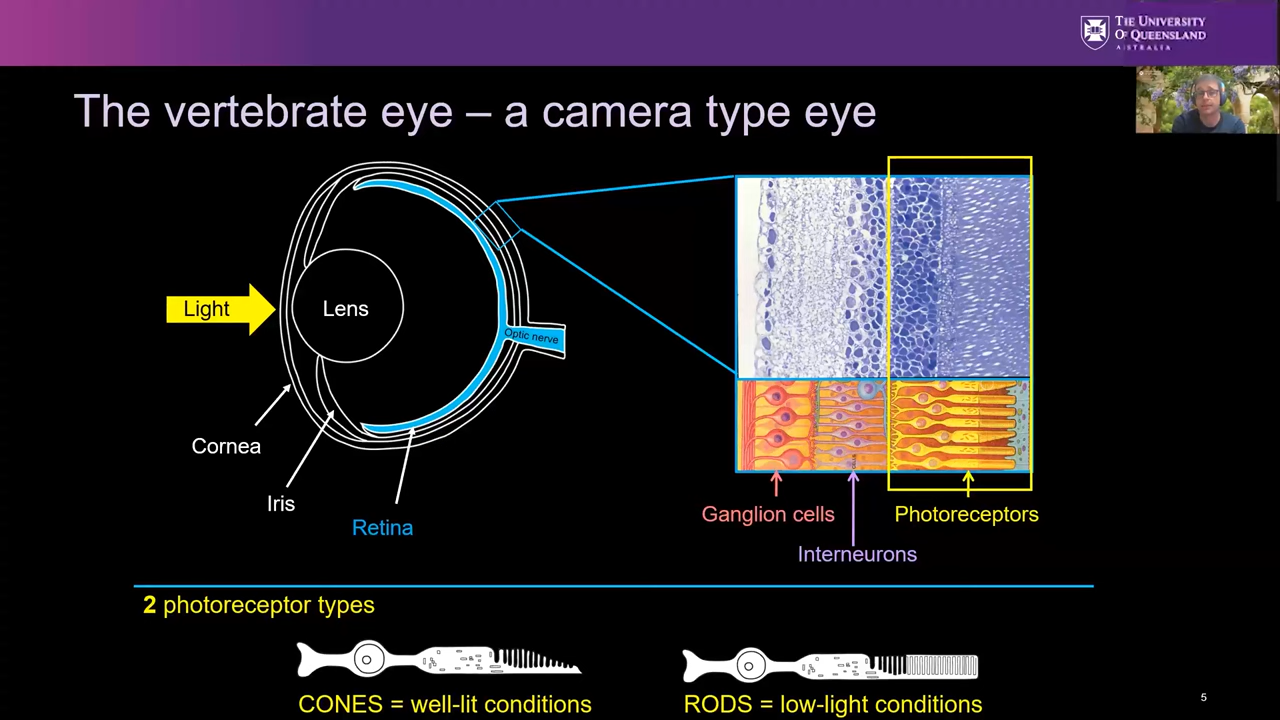 THE UNIVERSITY
OF QUEENSLAND
AUSTRALIA
The vertebrate eye – a camera type eye
Light
Lens
Optic nerve
Cornea
Iris
Retina
Ganglion cells
Interneurons
Photoreceptors
2 photoreceptor types
CONES = well-lit conditions
RODS = low-light conditions
5